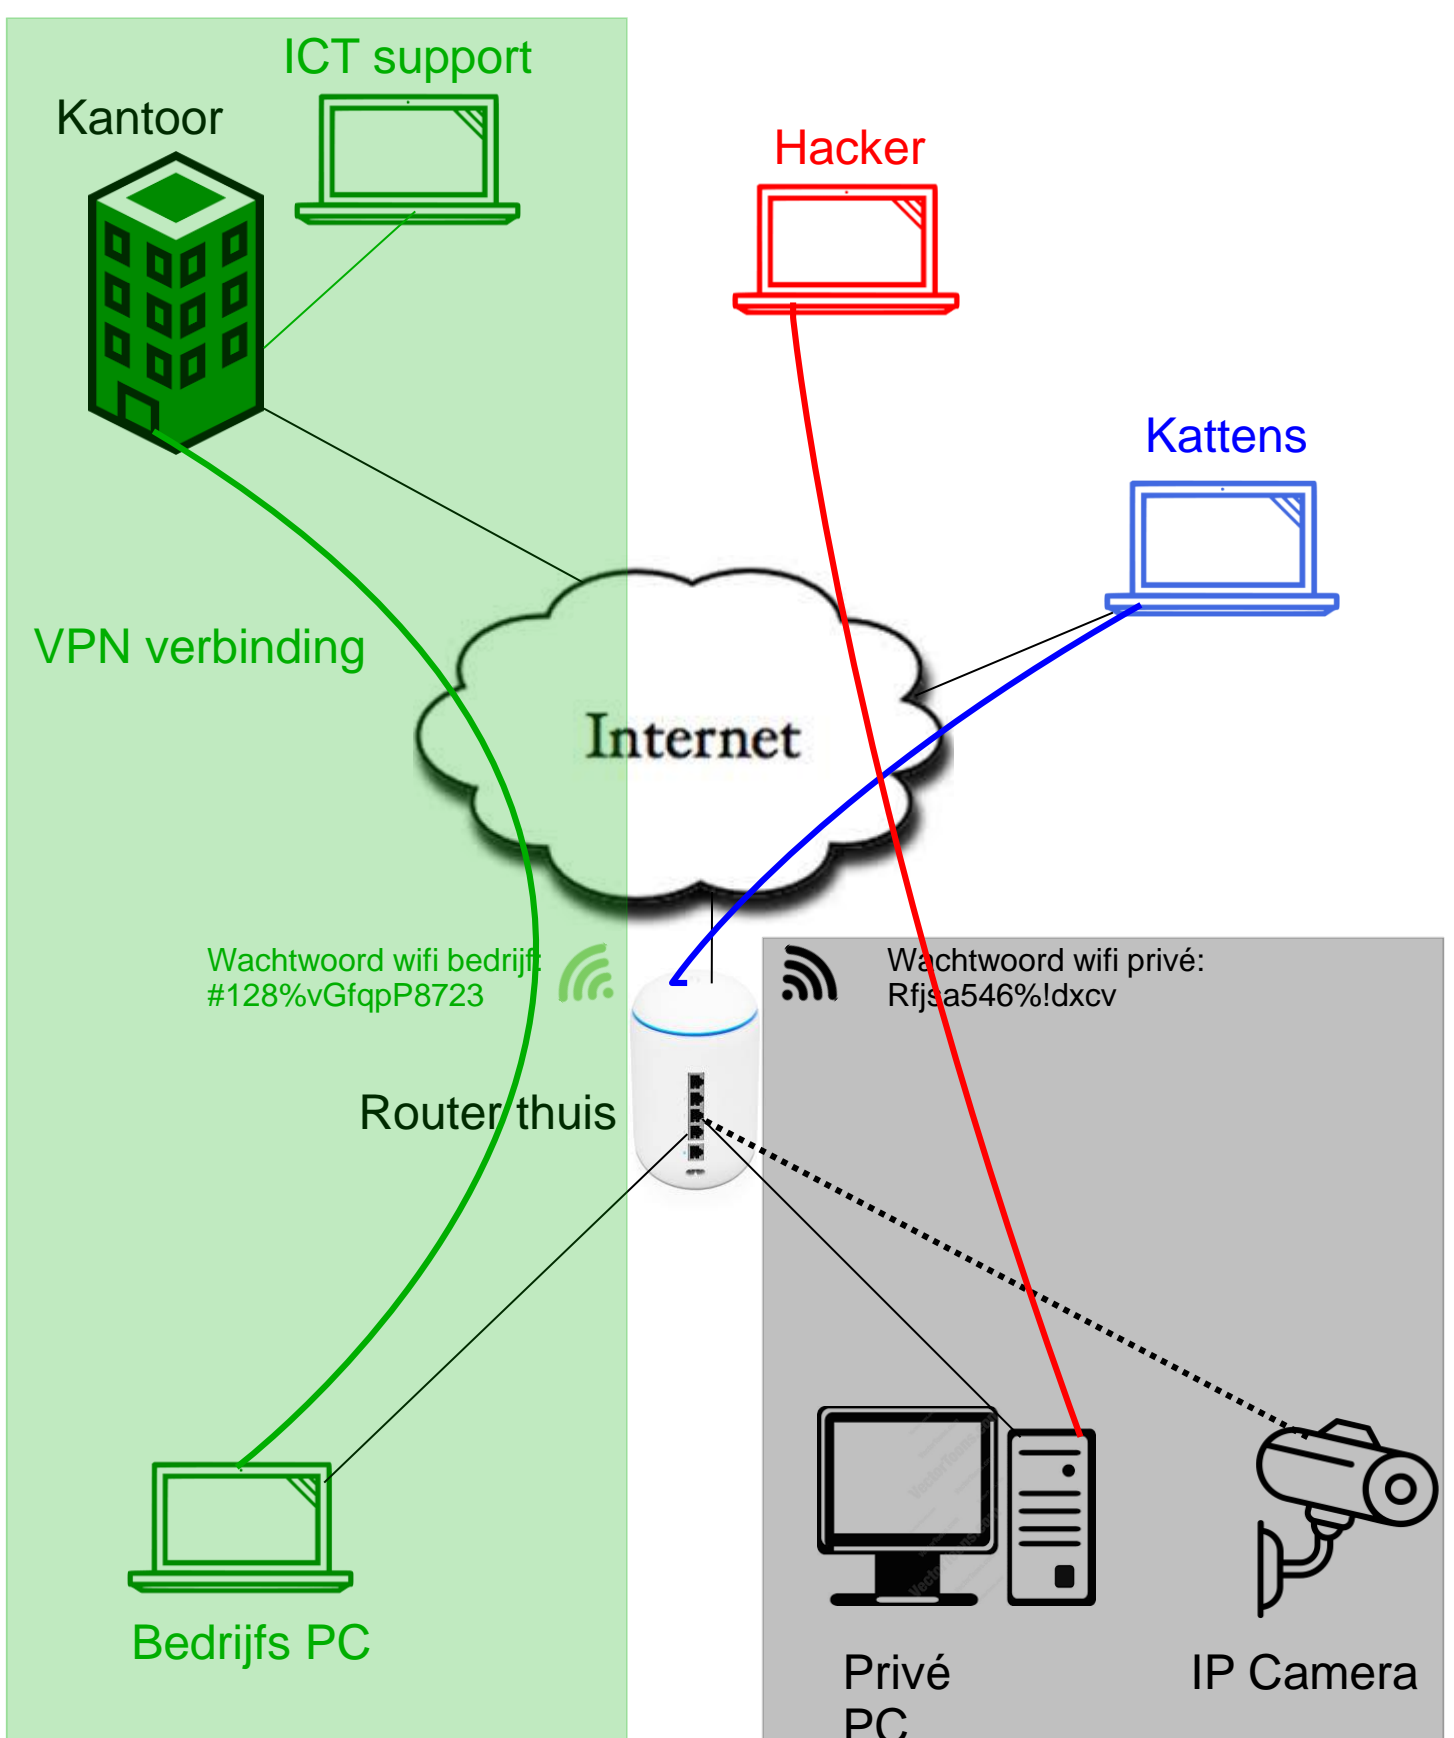 ICT support
Kantoor
Hacker
Kattens
VPN verbinding
Internet
Wachtwoord wifi bedrijf:
#128%vGfqpP8723
Wachtwoord wifi privé:
Rfjsa546%!dxcv
Router thuis
Bedrijfs PC
Privé
PC
IP Camera